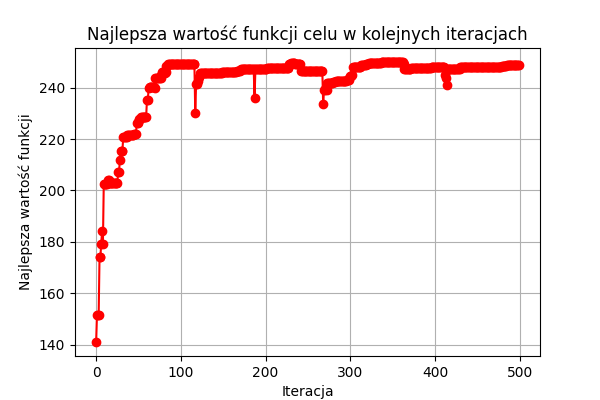 Najlepsza wartość funkcji celu w kolejnych iteracjach
Najlepsza wartość funkcji
240
220
200
180
160
140
0 100 200 300 400 500
Iteracja